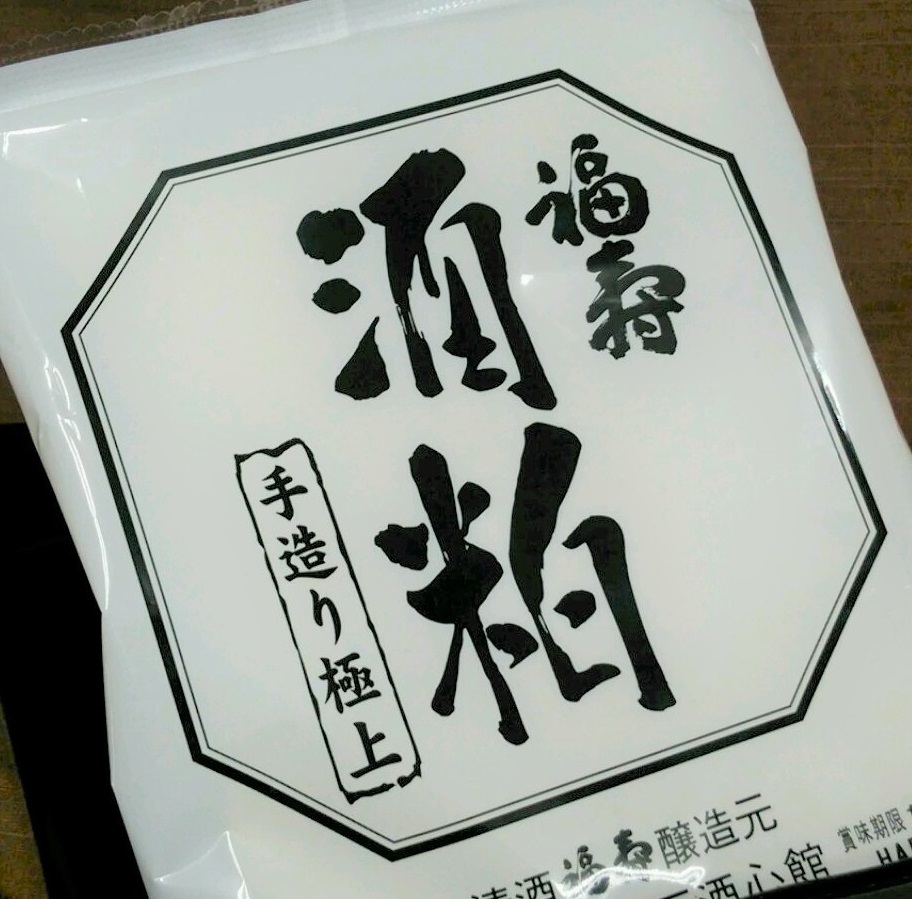 福寿
酒粕
手造り極上
清酒福寿醸造元
酒心館
賞味期限